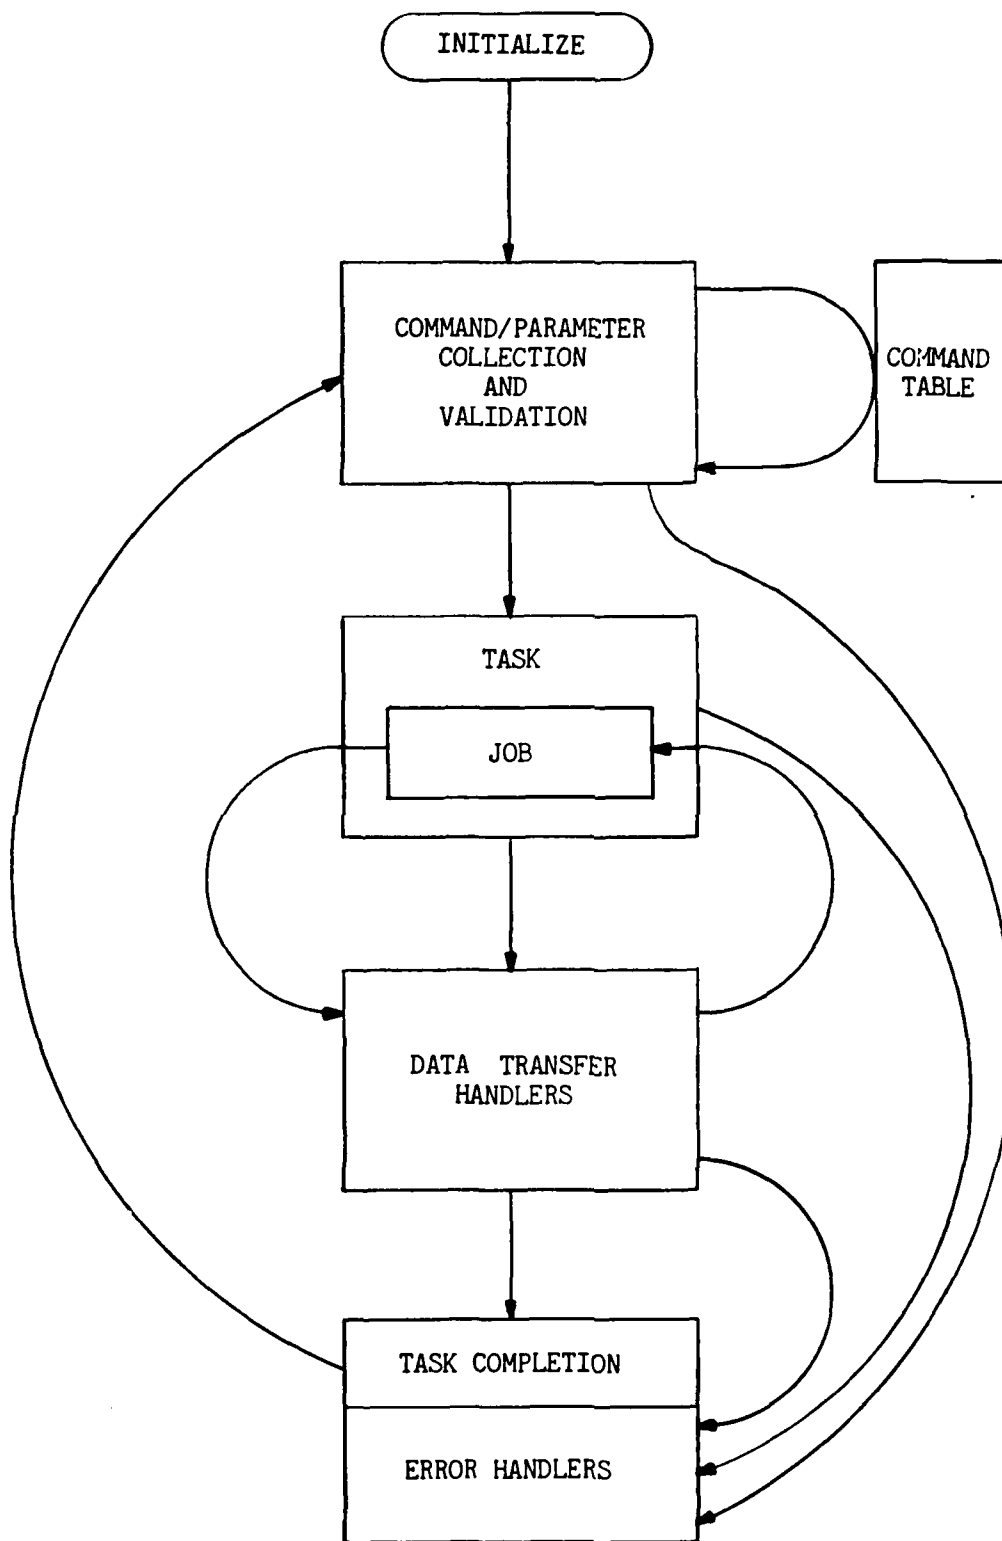 INITIALIZE
COMMAND/PARAMETER
COLLECTION
AND
VALIDATION
COMMAND
TABLE
TASK
JOB
DATA TRANSFER
HANDLERS
TASK COMPLETION
ERROR HANDLERS